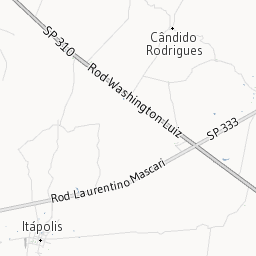 Cândido
Rodrigues
SP-310
Rod Washington Luiz
SP 333
Rod Laurentino Mascari
Itápolis